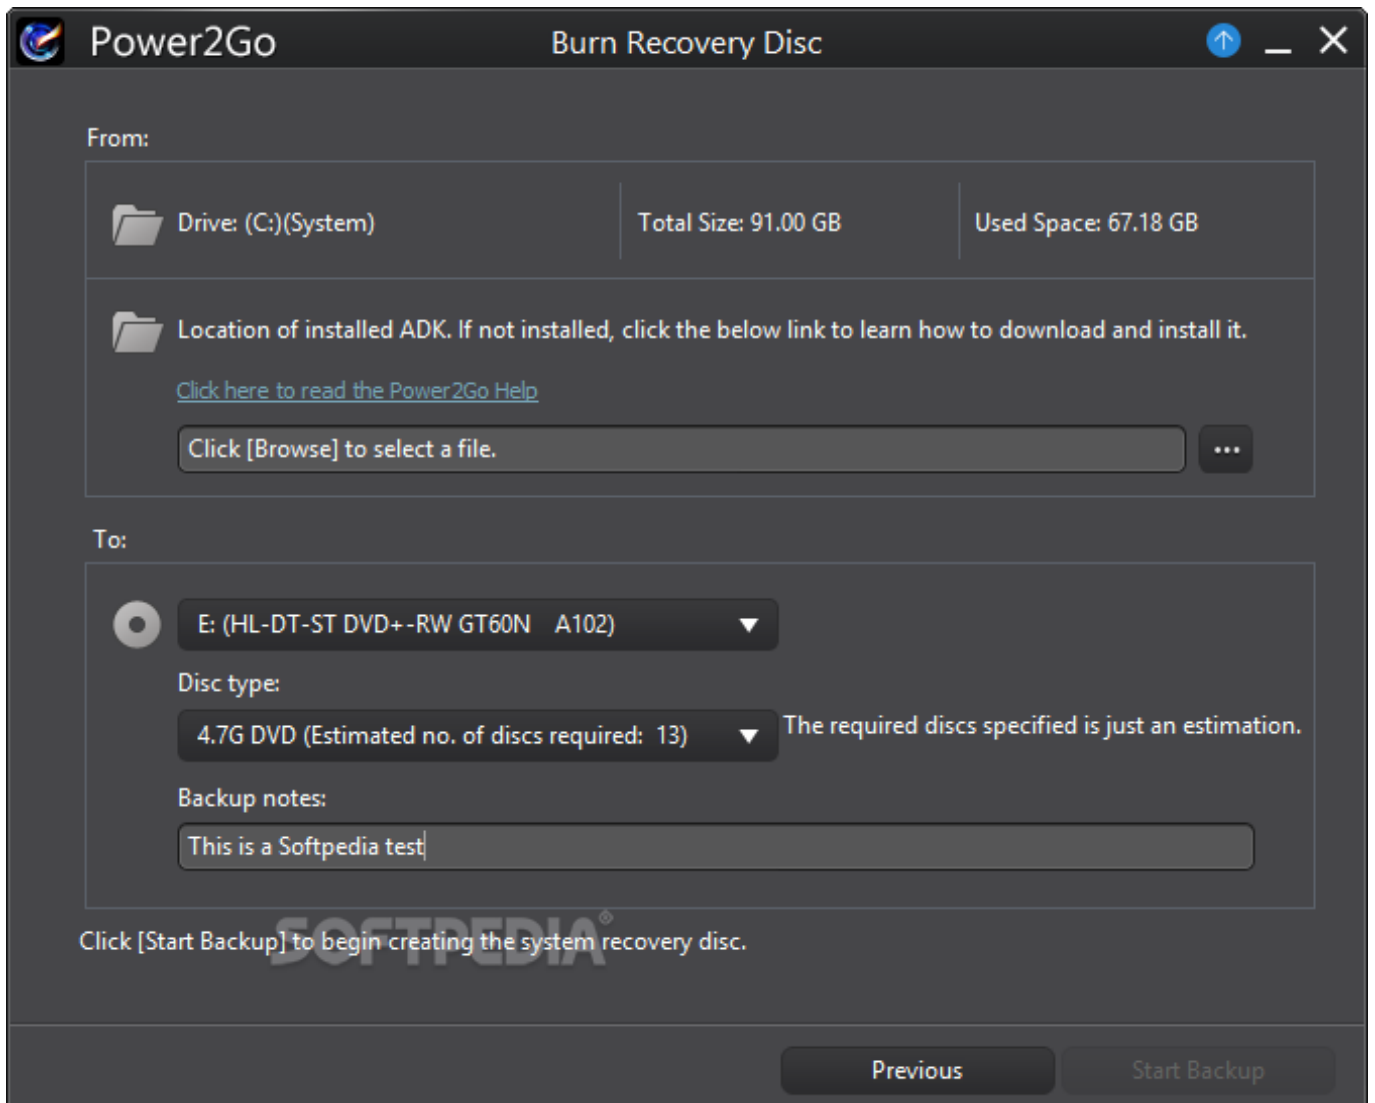 Power2Go
Burn Recovery Disc
From:
Drive: (C:)(System)
Total Size: 91.00 GB
Used Space: 67.18 GB
Location of installed ADK. If not installed, click the below link to learn how to download and install it.
Click here to read the Power2Go Help
Click [Browse] to select a file.
...
To:
E: (HL-DT-ST DVD+-RW GT60N    A102)
Disc type:
4.7G DVD (Estimated no. of discs required:  13)
The required discs specified is just an estimation.
Backup notes:
This is a Softpedia test
SOFTPEDIA®
Click [Start Backup] to begin creating the system recovery disc.
Previous
Start Backup